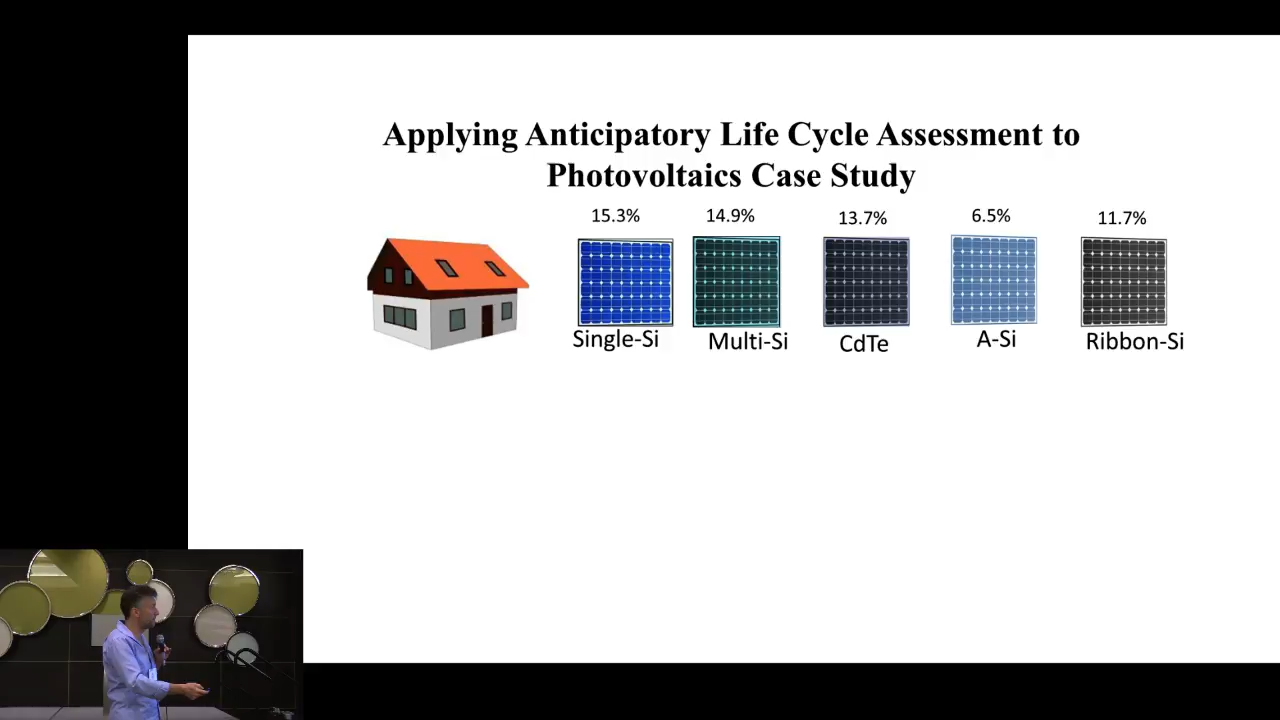 Applying Anticipatory Life Cycle Assessment to
Photovoltaics Case Study
15.3% 14.9% 13.7% 6.5% 11.7%
Single-Si Multi-Si CdTe A-Si Ribbon-Si